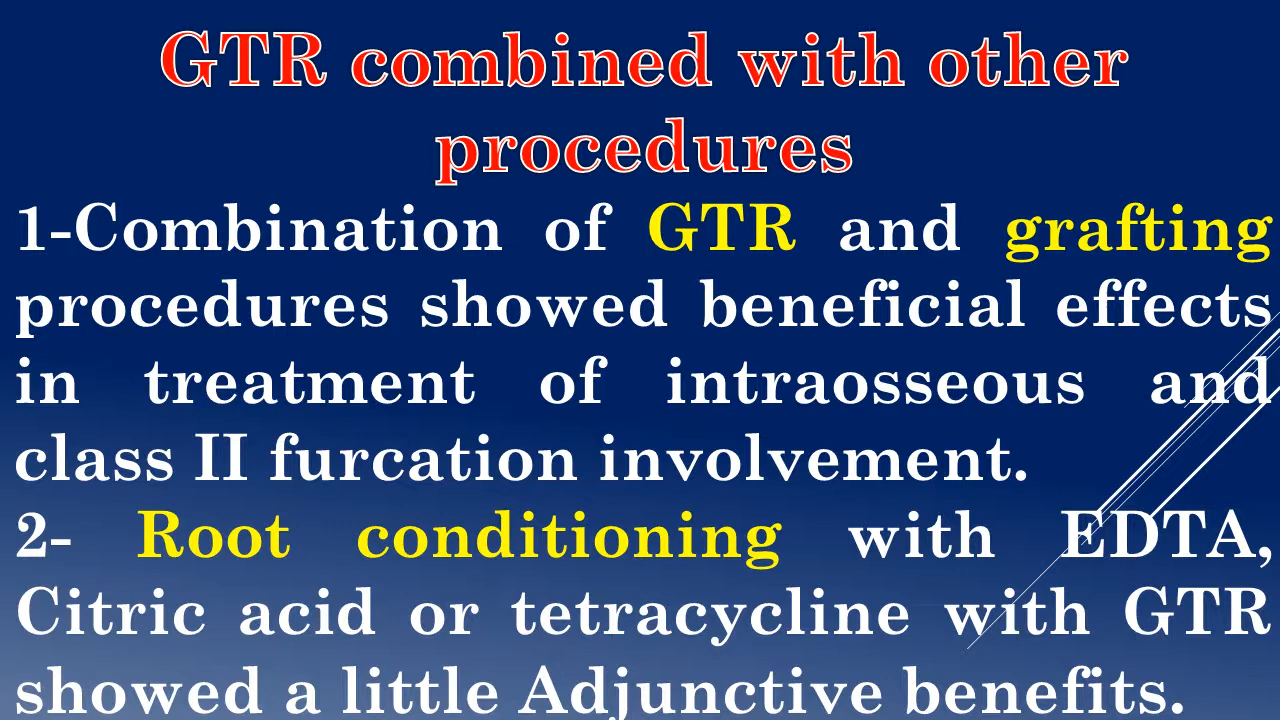 GTR combined with other
procedures
1-Combination of GTR and grafting
procedures showed beneficial effects
in treatment of intraosseous and
class II furcation involvement.
2- Root conditioning with EDTA,
Citric acid or tetracycline with GTR
showed a little Adjunctive benefits.